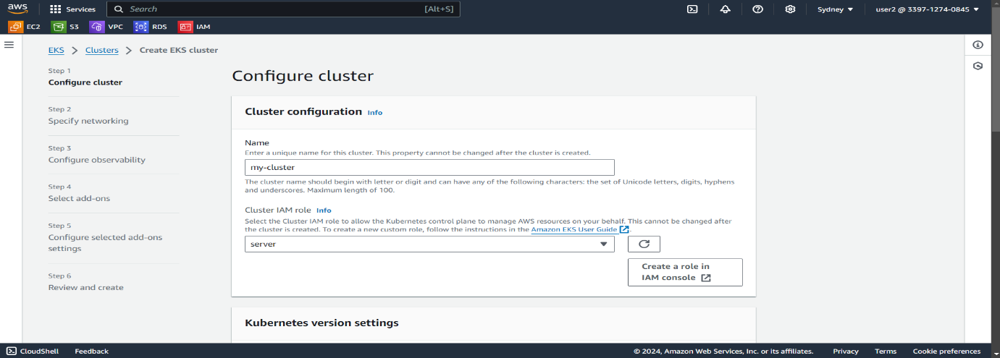 aws
Services
Search [Alt+S]
Sydney
user2 @ 3397-1274-0845
EC2 S3 VPC RDS IAM
EKS > Clusters > Create EKS cluster
Step 1
Configure cluster
Step 2
Specify networking
Step 3
Configure observability
Step 4
Select add-ons
Step 5
Configure selected add-ons
settings
Step 6
Review and create
Configure cluster
Cluster configuration Info
Name
Enter a unique name for this cluster. This property cannot be changed after the cluster is created.
my-cluster
The cluster name should begin with letter or digit and can have any of the following characters: the set of Unicode letters, digits, hyphens
and underscores. Maximum length of 100.
Cluster IAM role Info
Select the Cluster IAM role to allow the Kubernetes control plane to manage AWS resources on your behalf. This cannot be changed after
the cluster is created. To create a new custom role, follow the instructions in the Amazon EKS User Guide.
server
Create a role in
IAM console
Kubernetes version settings
CloudShell Feedback © 2024, Amazon Web Services, Inc. or its affiliates. Privacy Terms Cookie preferences